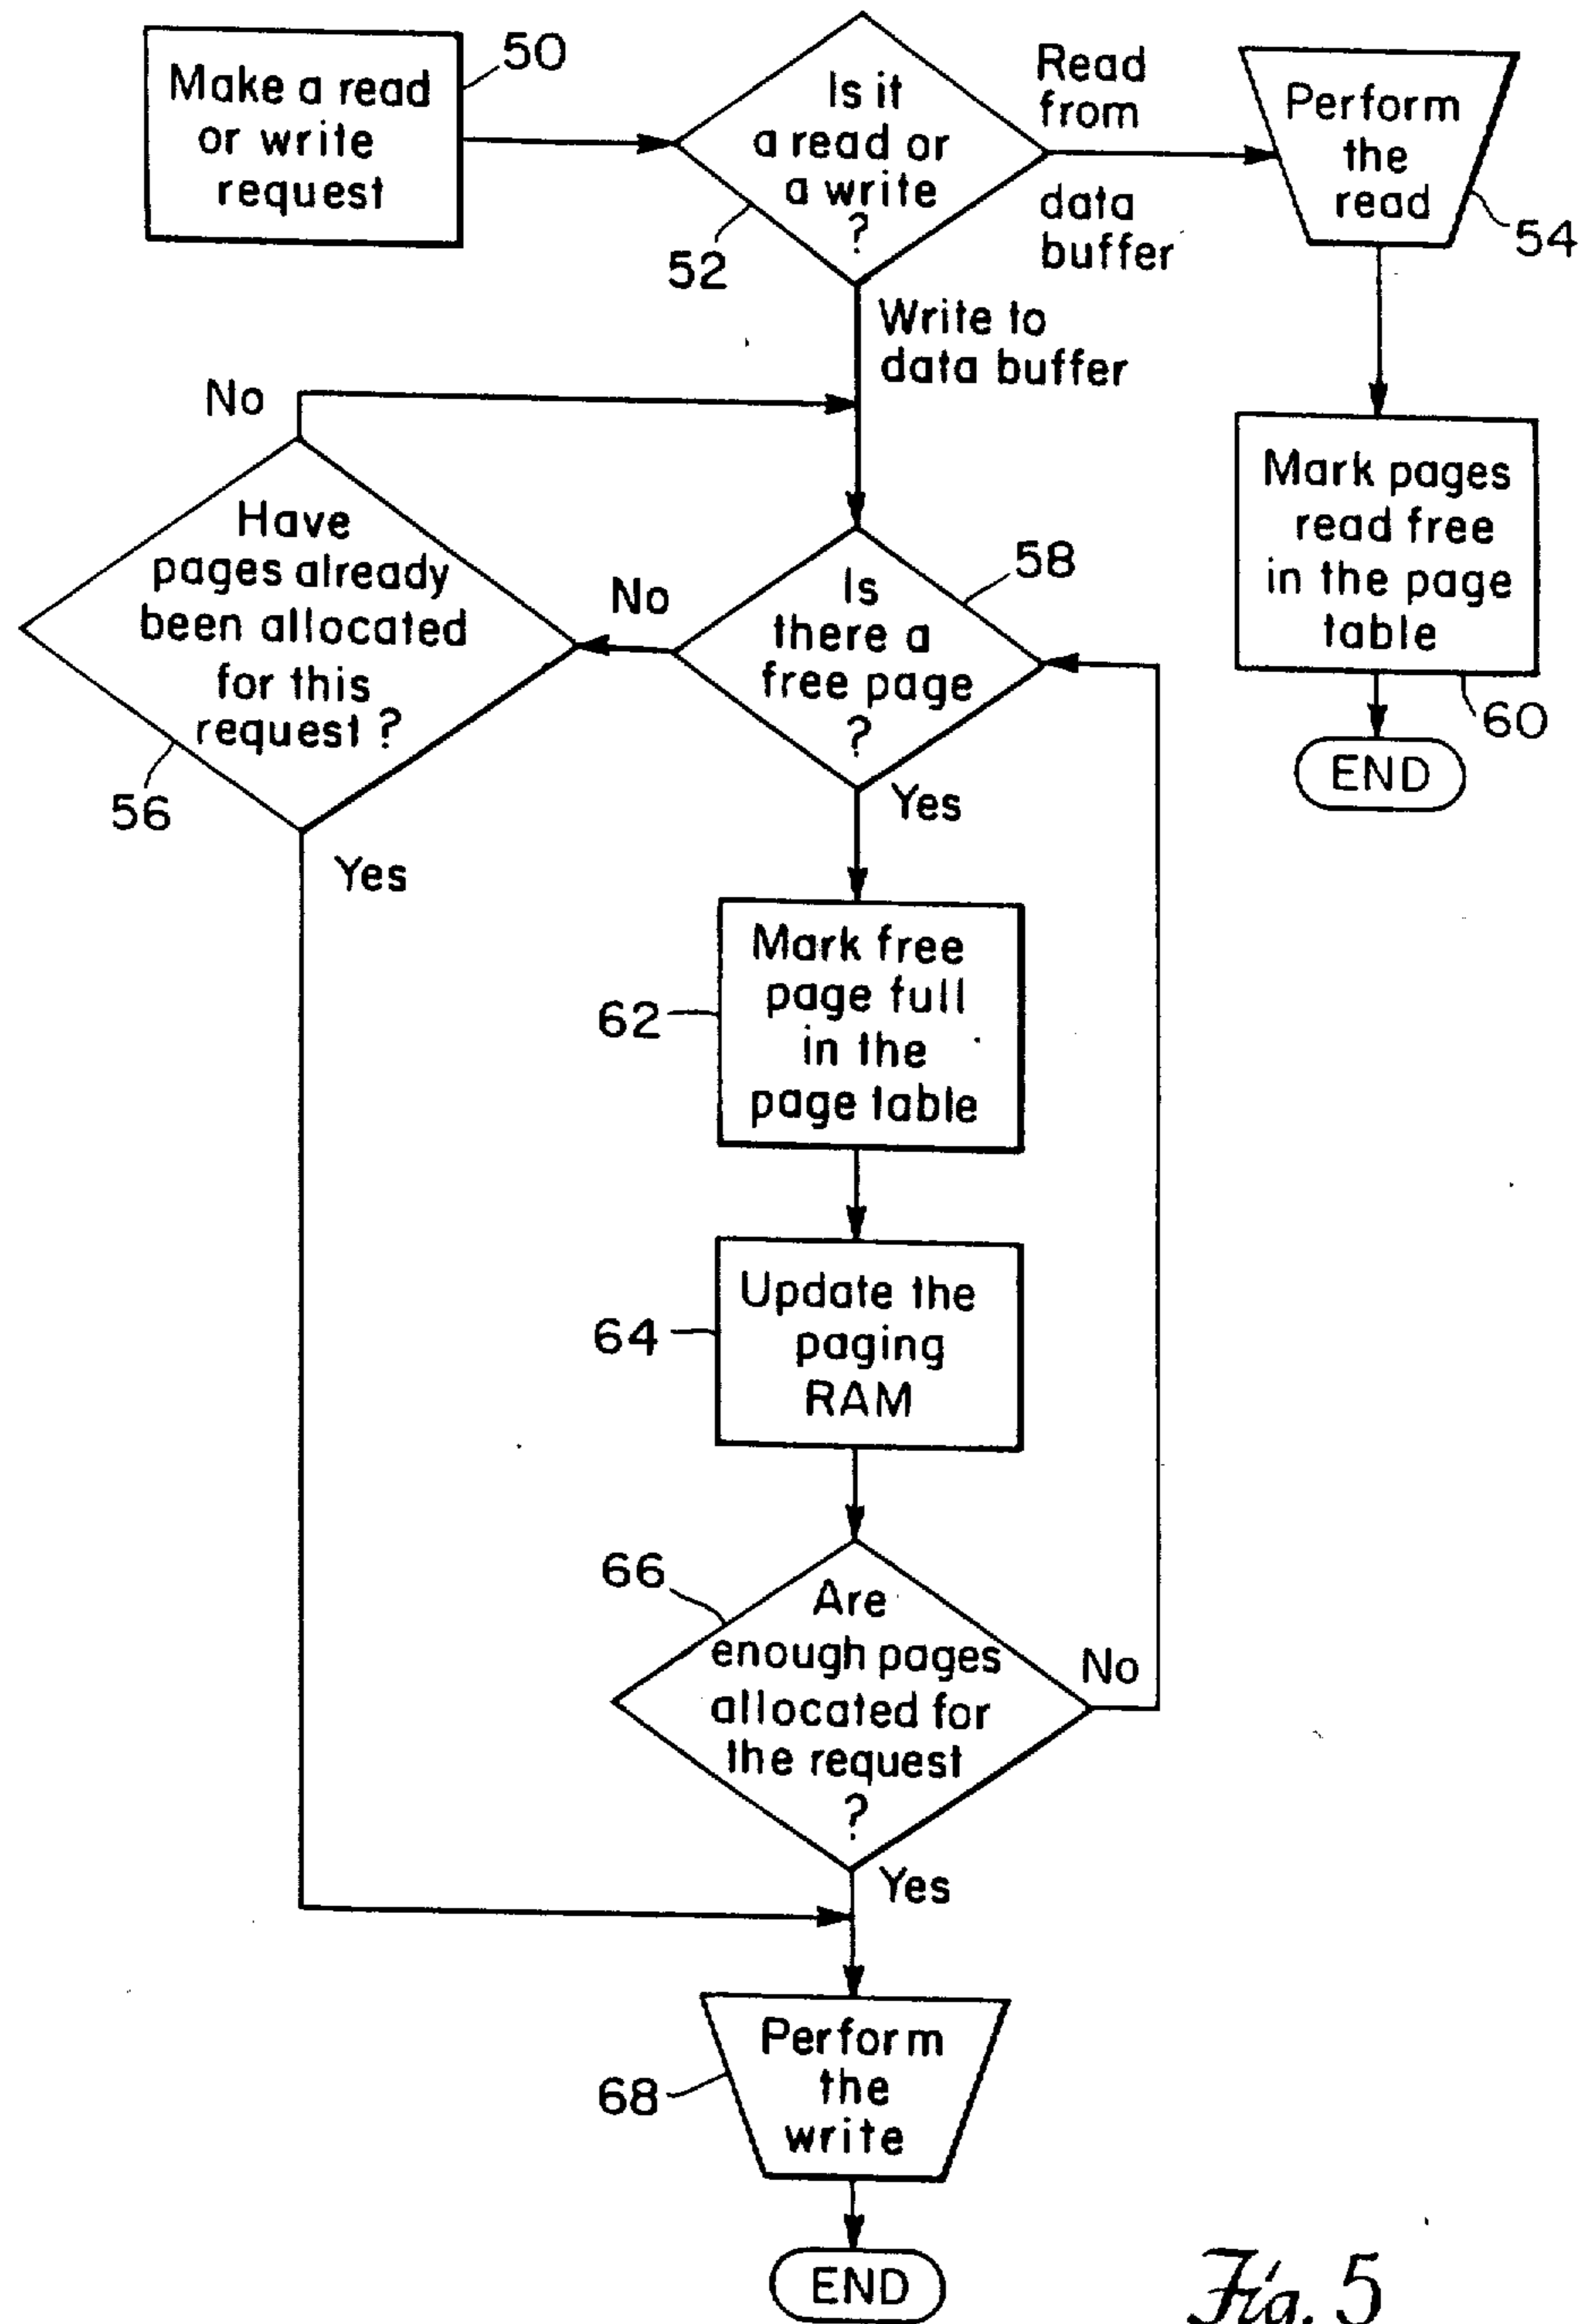 Make a read
or write
request
50
Is it
a read or
a write
?
52
Read
from
data
buffer
Perform
the
read
54
Write to
data buffer
No
Have
pages already
been allocated
for this
request ?
56
Yes
No
Is
there a
free page
?
58
Yes
Mark pages
read free
in the page
table
60
END
Mark free
page full
in the
page table
62
Update the
paging
RAM
64
66
Are
enough pages
allocated for
the request
?
No
Yes
Perform
the
write
68
END
Fig. 5